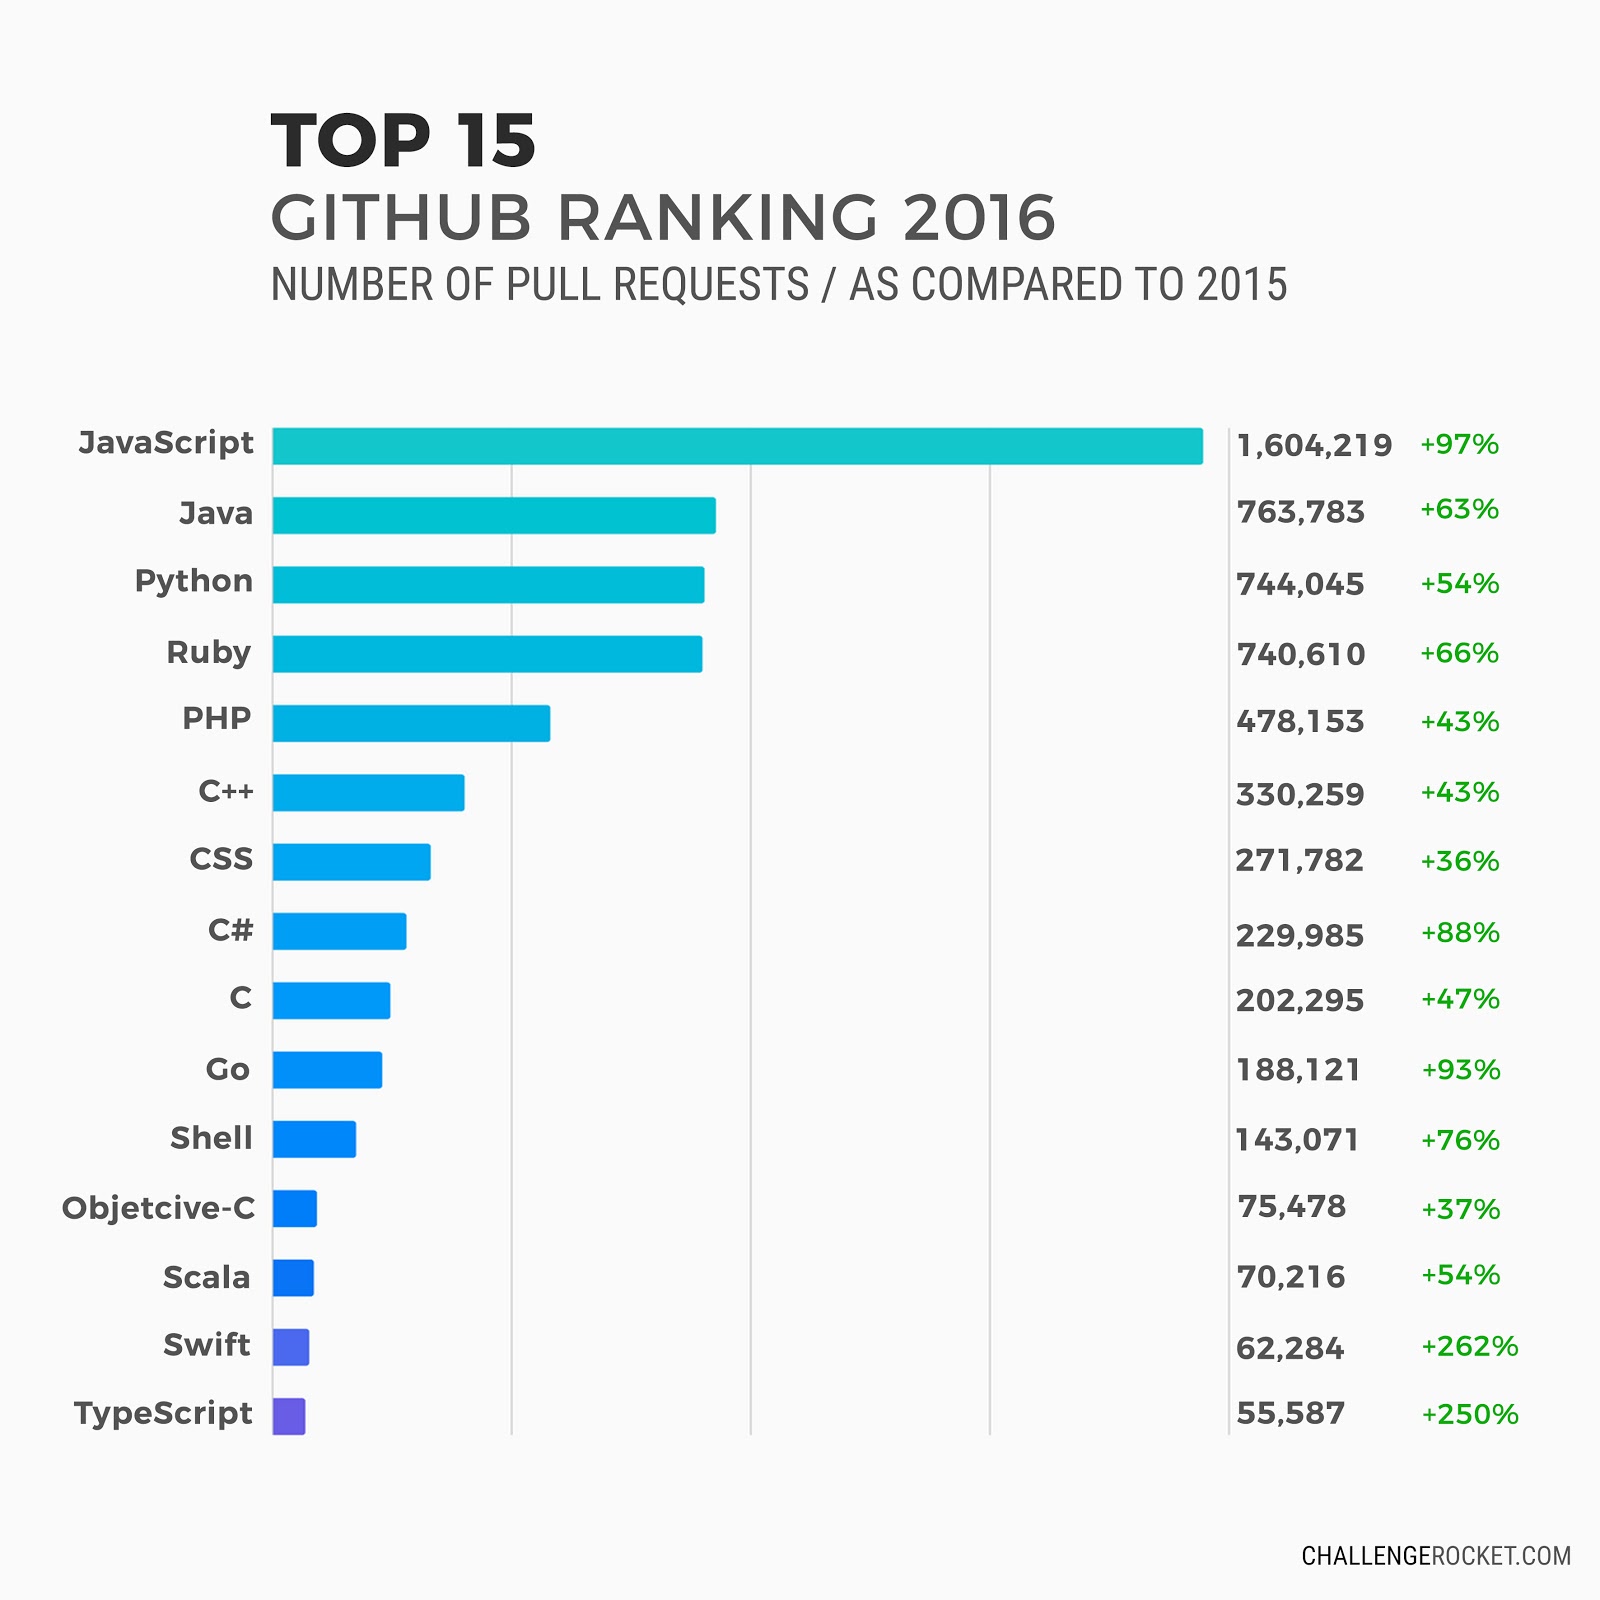 TOP 15
GITHUB RANKING 2016
NUMBER OF PULL REQUESTS / AS COMPARED TO 2015
JavaScript 1,604,219 +97%
Java 763,783 +63%
Python 744,045 +54%
Ruby 740,610 +66%
PHP 478,153 +43%
C++ 330,259 +43%
CSS 271,782 +36%
C# 229,985 +88%
C 202,295 +47%
Go 188,121 +93%
Shell 143,071 +76%
Objetcive-C 75,478 +37%
Scala 70,216 +54%
Swift 62,284 +262%
TypeScript 55,587 +250%
CHALLENGEROCKET.COM